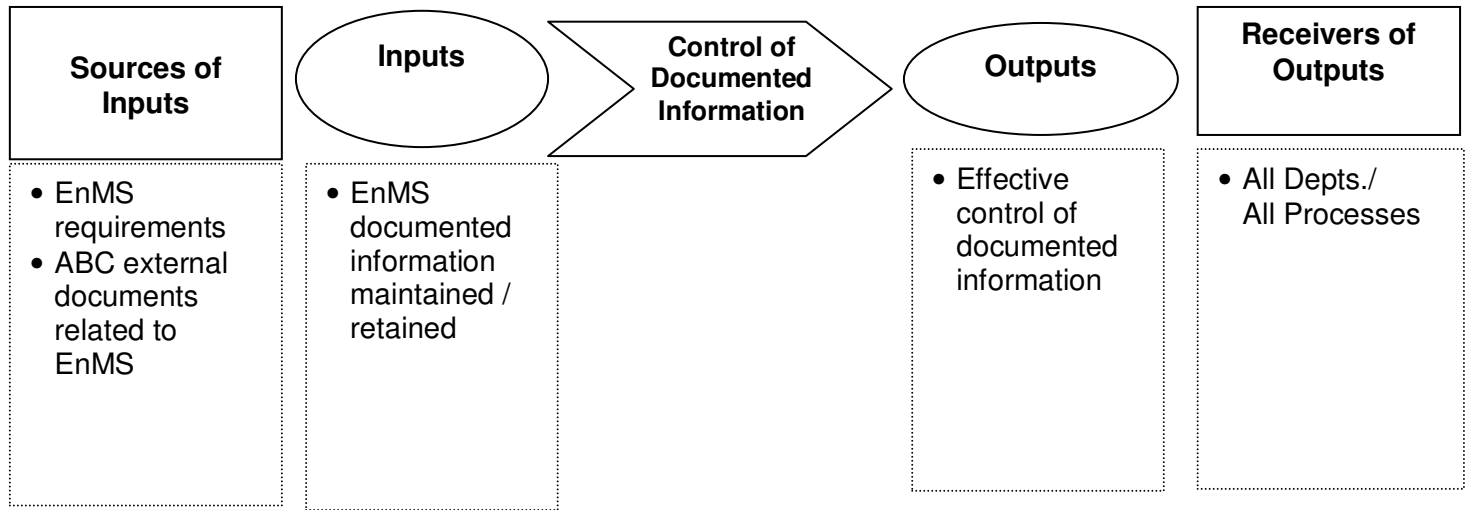 Sources of
Inputs
Inputs
Control of
Documented
Information
Outputs
Receivers of
Outputs
• EnMS
requirements
• ABC external
documents
related to
EnMS
• EnMS
documented
information
maintained /
retained
• Effective
control of
documented
information
• All Depts./
All Processes